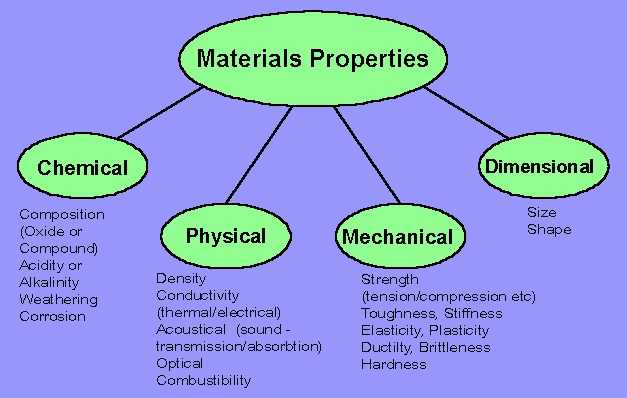 Materials Properties
Chemical
Composition
(Oxide or
Compound)
Acidity or
Alkalinity
Weathering
Corrosion
Physical
Density
Conductivity
(thermal/electrical)
Acoustical (sound -
transmission/absorbtion)
Optical
Combustibility
Mechanical
Strength
(tension/compression etc)
Toughness, Stiffness
Elasticity, Plasticity
Ductilty, Brittleness
Hardness
Dimensional
Size
Shape